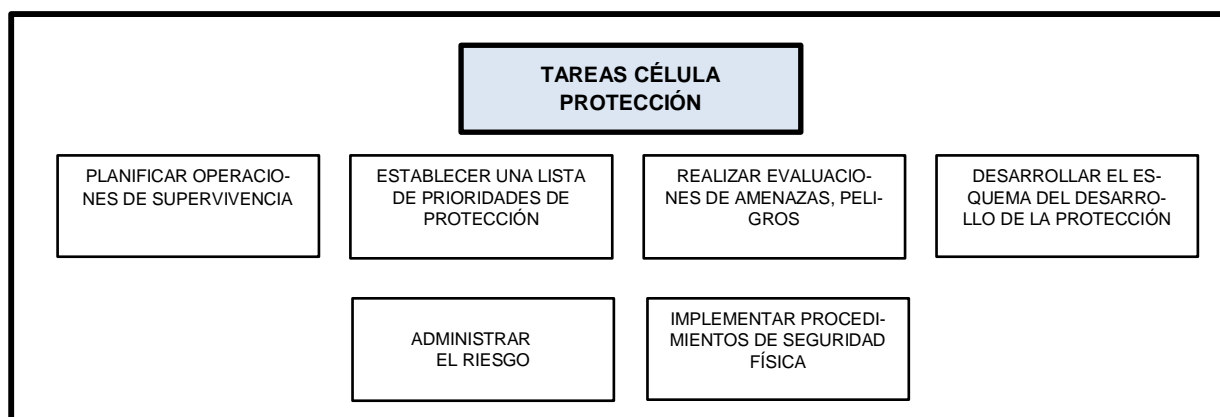 TAREAS CÉLULA
PROTECCIÓN
PLANIFICAR OPERACIO-
NES DE SUPERVIVENCIA
ESTABLECER UNA LISTA
DE PRIORIDADES DE
PROTECCIÓN
REALIZAR EVALUACIO-
NES DE AMENAZAS, PELI-
GROS
DESARROLLAR EL ES-
QUEMA DEL DESARRO-
LLO DE LA PROTECCIÓN
ADMINISTRAR
EL RIESGO
IMPLEMENTAR PROCEDI-
MIENTOS DE SEGURIDAD
FÍSICA